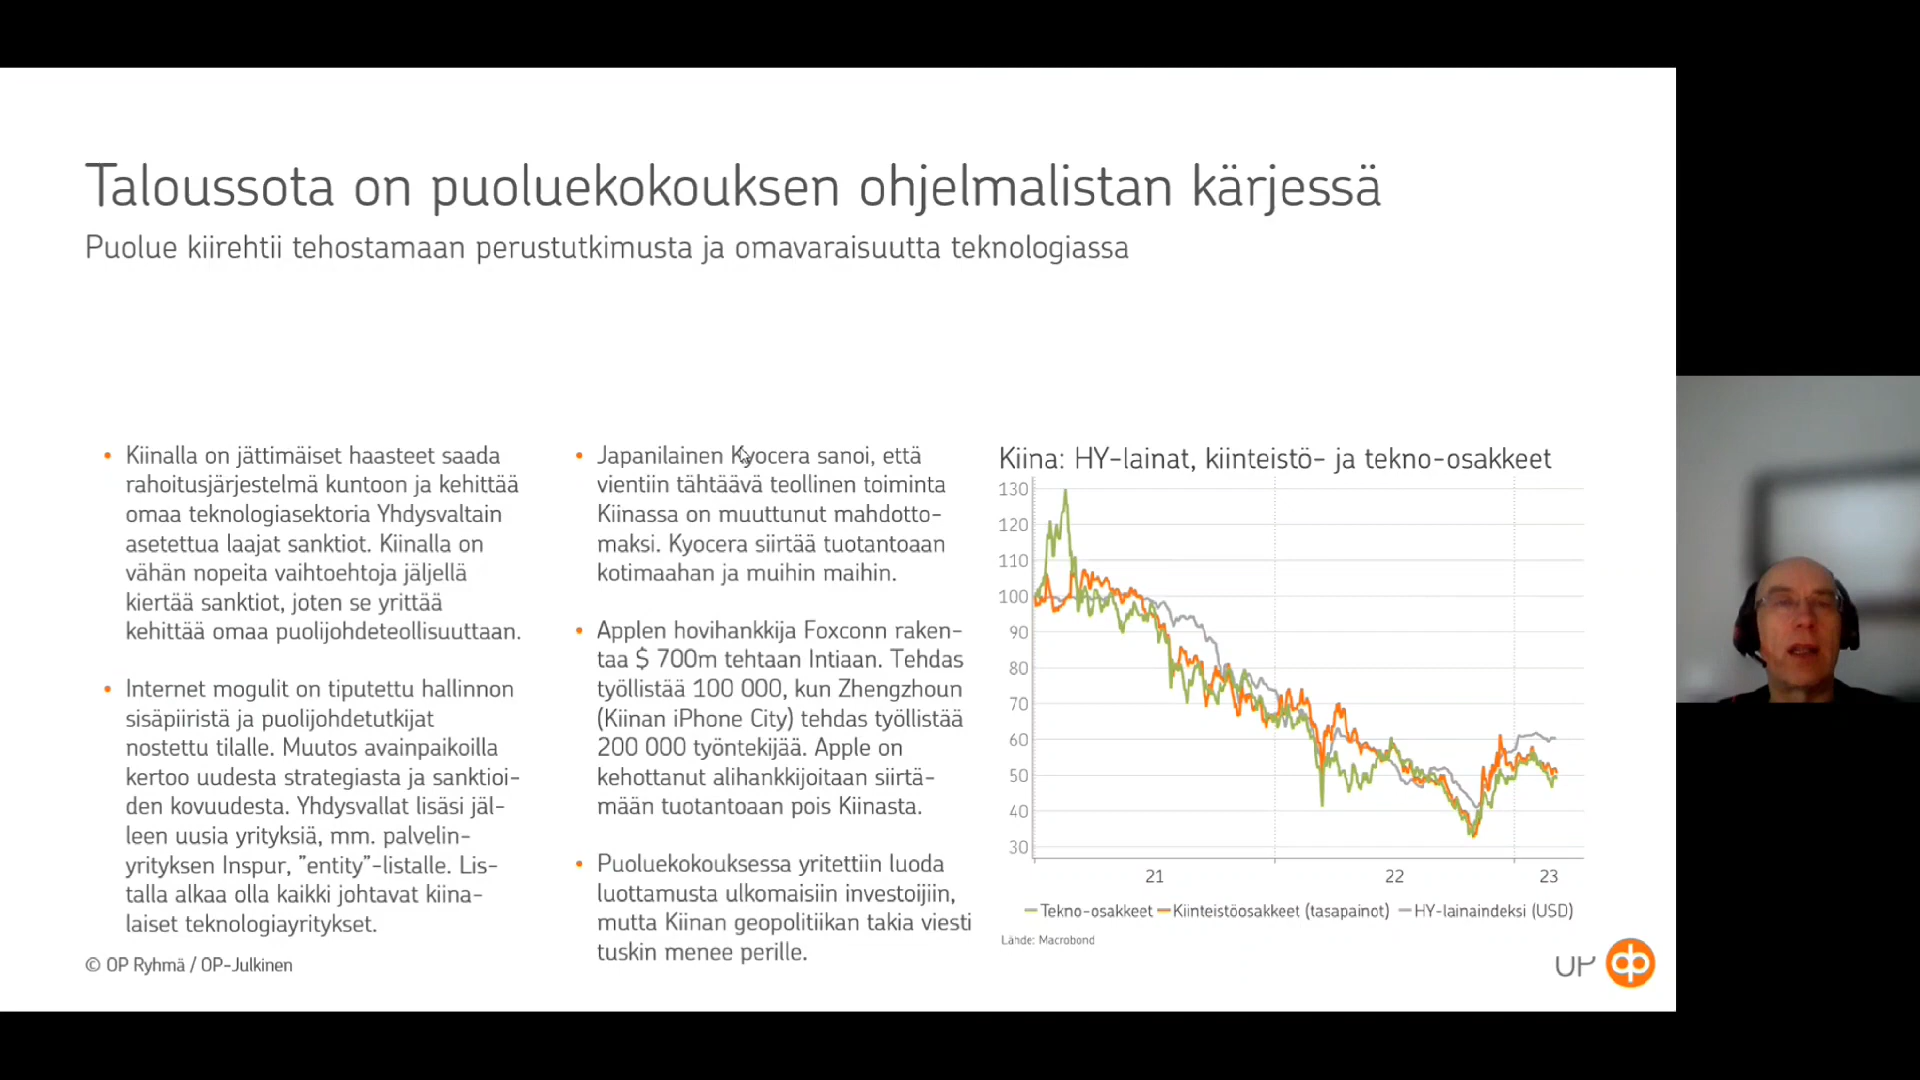 Taloussota on puoluekokouksen ohjelmalistan kärjessä
Puolue kiirehtii tehostamaan perustutkimusta ja omavaraisuutta teknologiassa
• Kiinalla on jättimäiset haasteet saada
rahoitusjärjestelmä kuntoon ja kehittää
omaa teknologiasektoria Yhdysvaltain
asetettua laajat sanktiot. Kiinalla on
vähän nopeita vaihtoehtoja jäljellä
kiertää sanktiot, joten se yrittää
kehittää omaa puolijohdeteollisuuttaan.
• Internet mogulit on tiputettu hallinnon
sisäpiiristä ja puolijohdetutkijat
nostettu tilalle. Muutos avainpaikoilla
kertoo uudesta strategiasta ja sanktioi-
den kovuudesta. Yhdysvallat lisäsi jäl-
leen uusia yrityksiä, mm. palvelin-
yrityksen Inspur, ”entity”-listalle. Lis-
talla alkaa olla kaikki johtavat kiina-
laiset teknologiayritykset.
• Japanilainen Kyocera sanoi, että
vientiin tähtäävä teollinen toiminta
Kiinassa on muuttunut mahdotto-
maksi. Kyocera siirtää tuotantoaan
kotimaahan ja muihin maihin.
• Applen hovihankkija Foxconn raken-
taa $ 700m tehtaan Intiaan. Tehdas
työllistää 100 000, kun Zhengzhoun
(Kiinan iPhone City) tehdas työllistää
200 000 työntekijää. Apple on
kehottanut alihankkijoitaan siirtä-
mään tuotantoaan pois Kiinasta.
• Puoluekokouksessa yritettiin luoda
luottamusta ulkomaisiin investoijiin,
mutta Kiinan geopolitiikan takia viesti
tuskin menee perille.
Kiina: HY-lainat, kiinteistö- ja tekno-osakkeet
130
120
110
100
90
80
70
60
50
40
30
21 22 23
Tekno-osakkeet Kiinteistöosakkeet (tasapainot) HY-lainaindeksi (USD)
Lähde: Macrobond
© OP Ryhmä / OP-Julkinen
OP